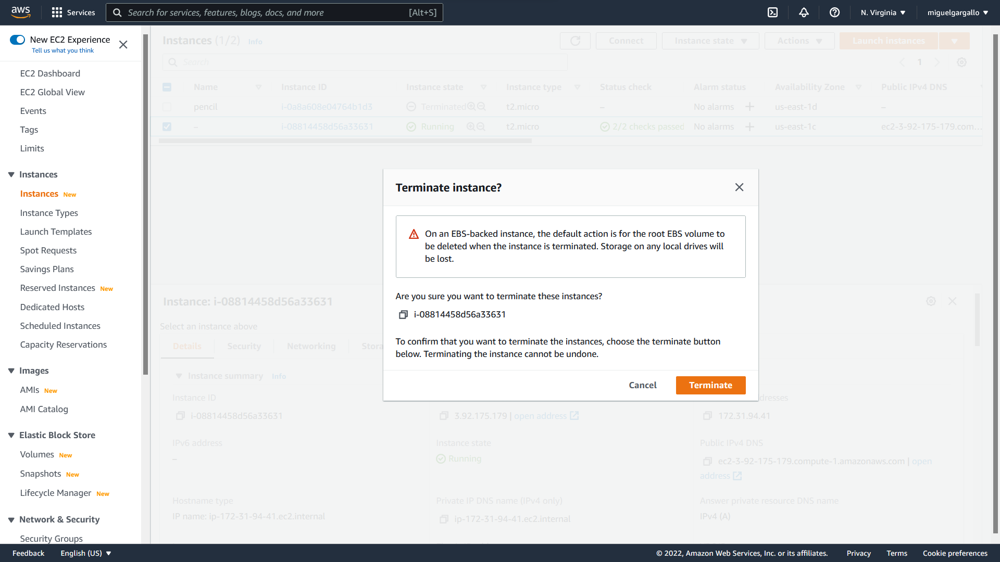 aws
Services
Search for services, features, blogs, docs, and more
[Alt+S]
N. Virginia
miguelgargallo
New EC2 Experience
Tell us what you think
EC2 Dashboard
EC2 Global View
Events
Tags
Limits
Instances
Instances New
Instance Types
Launch Templates
Spot Requests
Savings Plans
Reserved Instances New
Dedicated Hosts
Scheduled Instances
Capacity Reservations
Images
AMIs New
AMI Catalog
Elastic Block Store
Volumes New
Snapshots New
Lifecycle Manager New
Network & Security
Security Groups
Instances (1/2) Info
Connect
Instance state
Actions
Launch instances
Search
1
Name Instance ID Instance state Instance type Status check Alarm status Availability Zone Public IPv4 DNS
pencil i-0a8a608e04764b1d3 Terminated t2.micro – No alarms us-east-1d –
– i-08814458d56a33631 Running t2.micro 2/2 checks passed No alarms us-east-1c ec2-3-92-175-179.com...
Terminate instance?
On an EBS-backed instance, the default action is for the root EBS volume to
be deleted when the instance is terminated. Storage on any local drives will
be lost.
Are you sure you want to terminate these instances?
i-08814458d56a33631
To confirm that you want to terminate the instances, choose the terminate button
below. Terminating the instance cannot be undone.
Cancel
Terminate
Instance: i-08814458d56a33631
Select an instance above
Details
Security
Networking
Stora
Instance summary Info
Instance ID
i-08814458d56a33631
3.92.175.179 | open address
dresses
172.31.94.41
IPv6 address
–
Instance state
Running
Public IPv4 DNS
ec2-3-92-175-179.compute-1.amazonaws.com | open
address
Hostname type
IP name: ip-172-31-94-41.ec2.internal
Private IP DNS name (IPv4 only)
ip-172-31-94-41.ec2.internal
Answer private resource DNS name
IPv4 (A)
Feedback
English (US)
© 2022, Amazon Web Services, Inc. or its affiliates.
Privacy
Terms
Cookie preferences